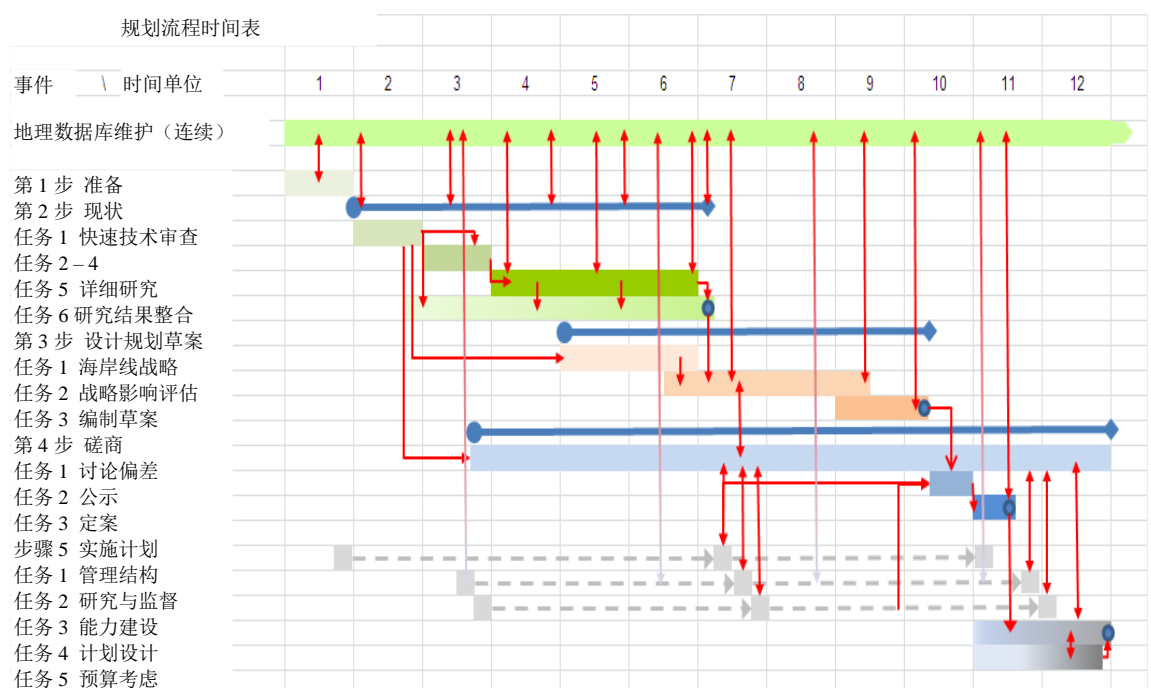 规划流程时间表
事件 \ 时间单位 1 2 3 4 5 6 7 8 9 10 11 12
地理数据库维护（连续）
第 1 步 准备
第 2 步 现状
任务 1 快速技术审查
任务 2 – 4
任务 5 详细研究
任务 6 研究结果整合
第 3 步 设计规划草案
任务 1 海岸线战略
任务 2 战略影响评估
任务 3 编制草案
第 4 步 磋商
任务 1 讨论偏差
任务 2 公示
任务 3 定案
步骤 5 实施计划
任务 1 管理结构
任务 2 研究与监督
任务 3 能力建设
任务 4 计划设计
任务 5 预算考虑